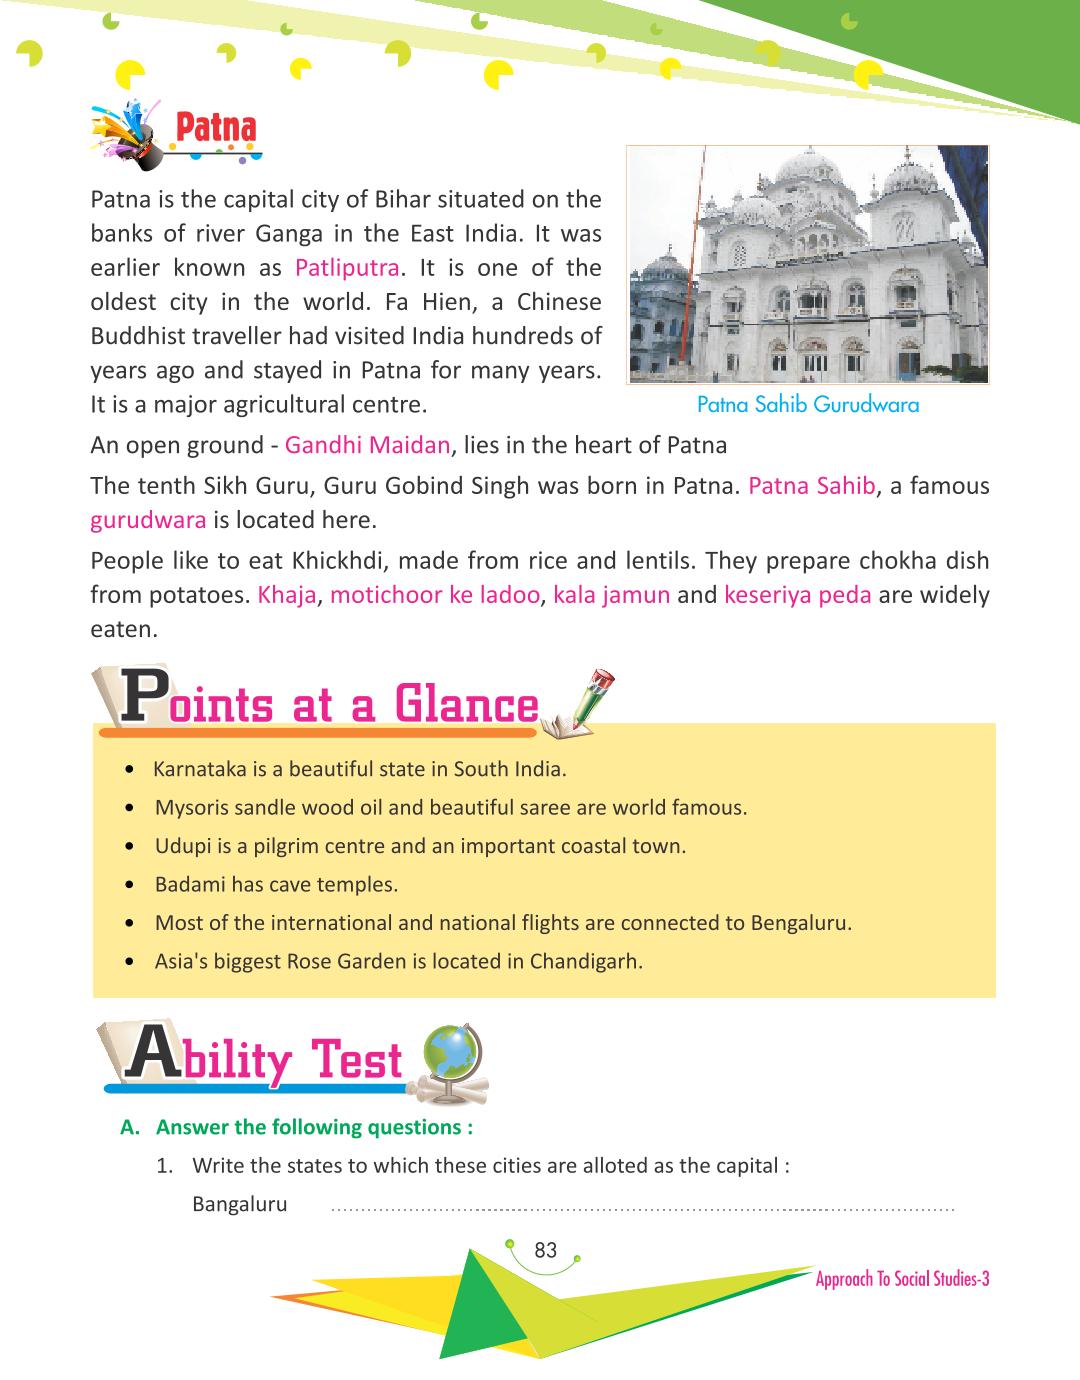 Patna
Patna is the capital city of Bihar situated on the
banks of river Ganga in the East India. It was
earlier known as Patliputra. It is one of the
oldest city in the world. Fa Hien, a Chinese
Buddhist traveller had visited India hundreds of
years ago and stayed in Patna for many years.
It is a major agricultural centre.
Patna Sahib Gurudwara
An open ground - Gandhi Maidan, lies in the heart of Patna
The tenth Sikh Guru, Guru Gobind Singh was born in Patna. Patna Sahib, a famous
gurudwara is located here.
People like to eat Khickhdi, made from rice and lentils. They prepare chokha dish
from potatoes. Khaja, motichoor ke ladoo, kala jamun and keseriya peda are widely
eaten.
Points at a Glance
• Karnataka is a beautiful state in South India.
• Mysoris sandle wood oil and beautiful saree are world famous.
• Udupi is a pilgrim centre and an important coastal town.
• Badami has cave temples.
• Most of the international and national flights are connected to Bengaluru.
• Asia's biggest Rose Garden is located in Chandigarh.
Ability Test
A. Answer the following questions :
1. Write the states to which these cities are alloted as the capital :
Bangaluru ........................................................................................................
83
Approach To Social Studies-3